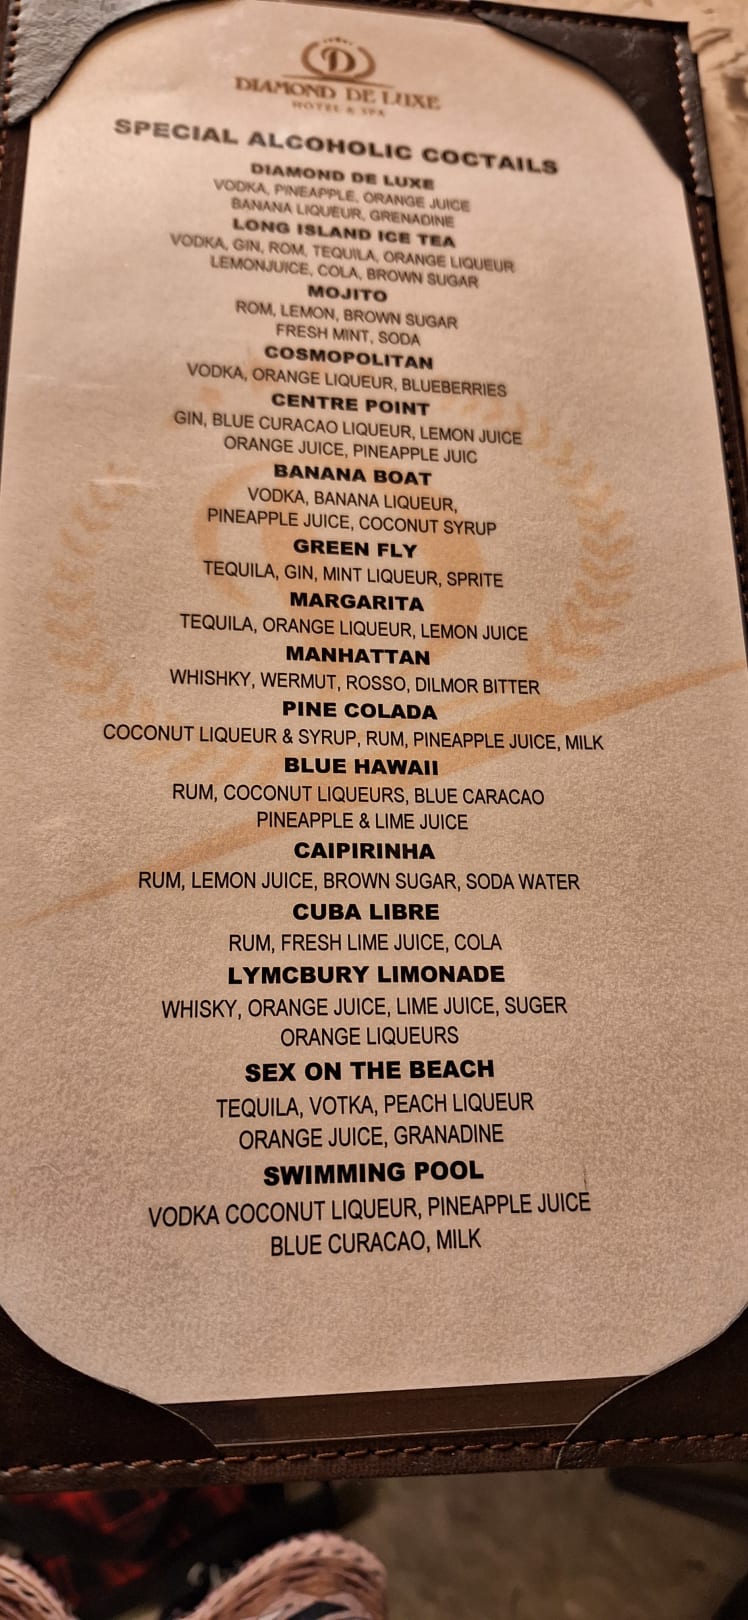 D
DIAMOND DE LUXE
HOTEL & SPA
SPECIAL ALCOHOLIC COCTAILS
DIAMOND DE LUXE
VODKA, PINEAPPLE, ORANGE JUICE
BANANA LIQUEUR, GRENADINE
LONG ISLAND ICE TEA
VODKA, GIN, ROM, TEQUILA, ORANGE LIQUEUR
LEMONJUICE, COLA, BROWN SUGAR
MOJITO
ROM, LEMON, BROWN SUGAR
FRESH MINT, SODA
COSMOPOLITAN
VODKA, ORANGE LIQUEUR, BLUEBERRIES
CENTRE POINT
GIN, BLUE CURACAO LIQUEUR, LEMON JUICE
ORANGE JUICE, PINEAPPLE JUIC
BANANA BOAT
VODKA, BANANA LIQUEUR,
PINEAPPLE JUICE, COCONUT SYRUP
GREEN FLY
TEQUILA, GIN, MINT LIQUEUR, SPRITE
MARGARITA
TEQUILA, ORANGE LIQUEUR, LEMON JUICE
MANHATTAN
WHISHKY, WERMUT, ROSSO, DILMOR BITTER
PINE COLADA
COCONUT LIQUEUR & SYRUP, RUM, PINEAPPLE JUICE, MILK
BLUE HAWAII
RUM, COCONUT LIQUEURS, BLUE CARACAO
PINEAPPLE & LIME JUICE
CAIPIRINHA
RUM, LEMON JUICE, BROWN SUGAR, SODA WATER
CUBA LIBRE
RUM, FRESH LIME JUICE, COLA
LYMCBURY LIMONADE
WHISKY, ORANGE JUICE, LIME JUICE, SUGER
ORANGE LIQUEURS
SEX ON THE BEACH
TEQUILA, VOTKA, PEACH LIQUEUR
ORANGE JUICE, GRANADINE
SWIMMING POOL
VODKA COCONUT LIQUEUR, PINEAPPLE JUICE
BLUE CURACAO, MILK